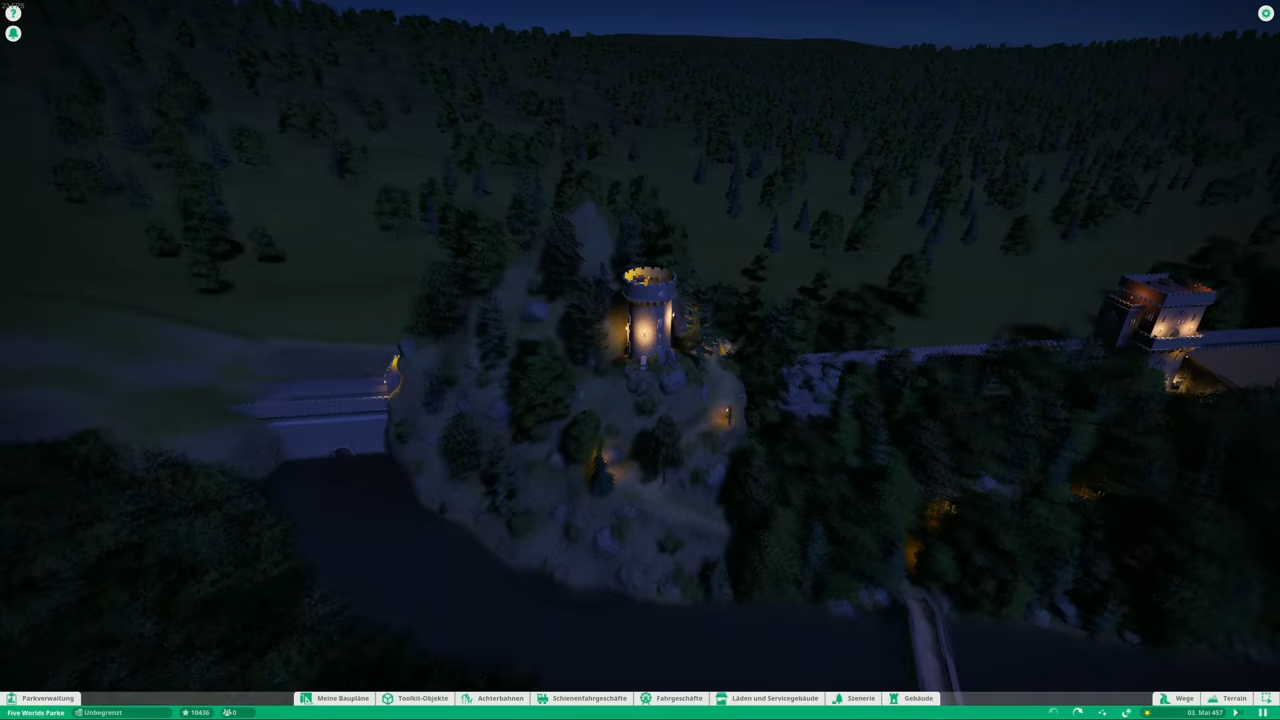 ?
Parkverwaltung
Meine Baupläne
Toolkit-Objekte
Achterbahnen
Schienenfahrgeschäfte
Fahrgeschäfte
Läden und Servicegebäude
Szenerie
Gebäude
Wege
Terrain
Five Worlds Parke
Unbegrenzt
10436
0
03. Mai 457